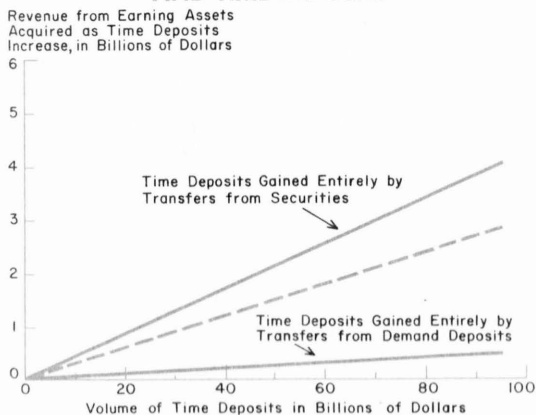 Revenue from Earning Assets
Acquired as Time Deposits
Increase, in Billions of Dollars
6
5
4
Time Deposits Gained Entirely by
Transfers from Securities
3
2
1
Time Deposits Gained Entirely by
Transfers from Demand Deposits
0
0 20 40 60 80 100
Volume of Time Deposits in Billions of Dollars